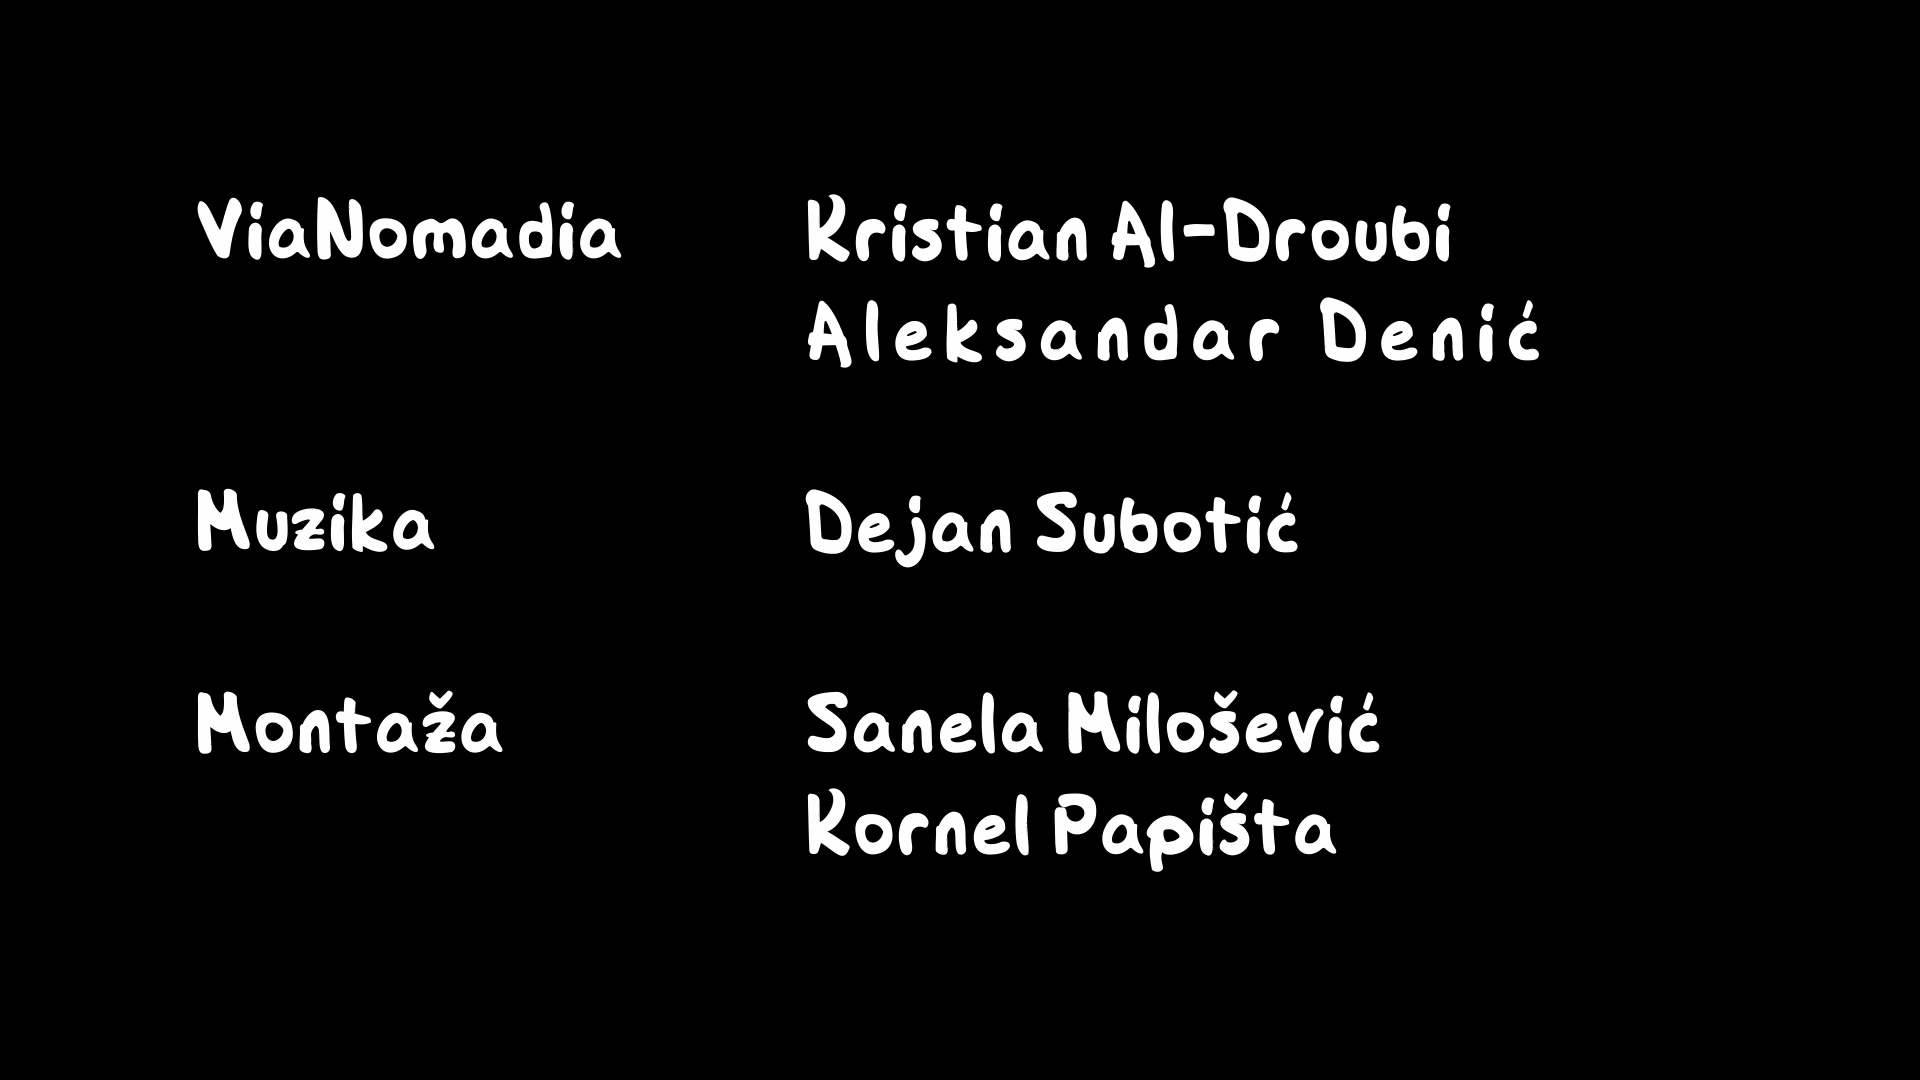 ViaNomadia Kristian Al-Droubi
Aleksandar Denić
Muzika Dejan Subotić
Montaža Sanela Milošević
Kornel Papišta